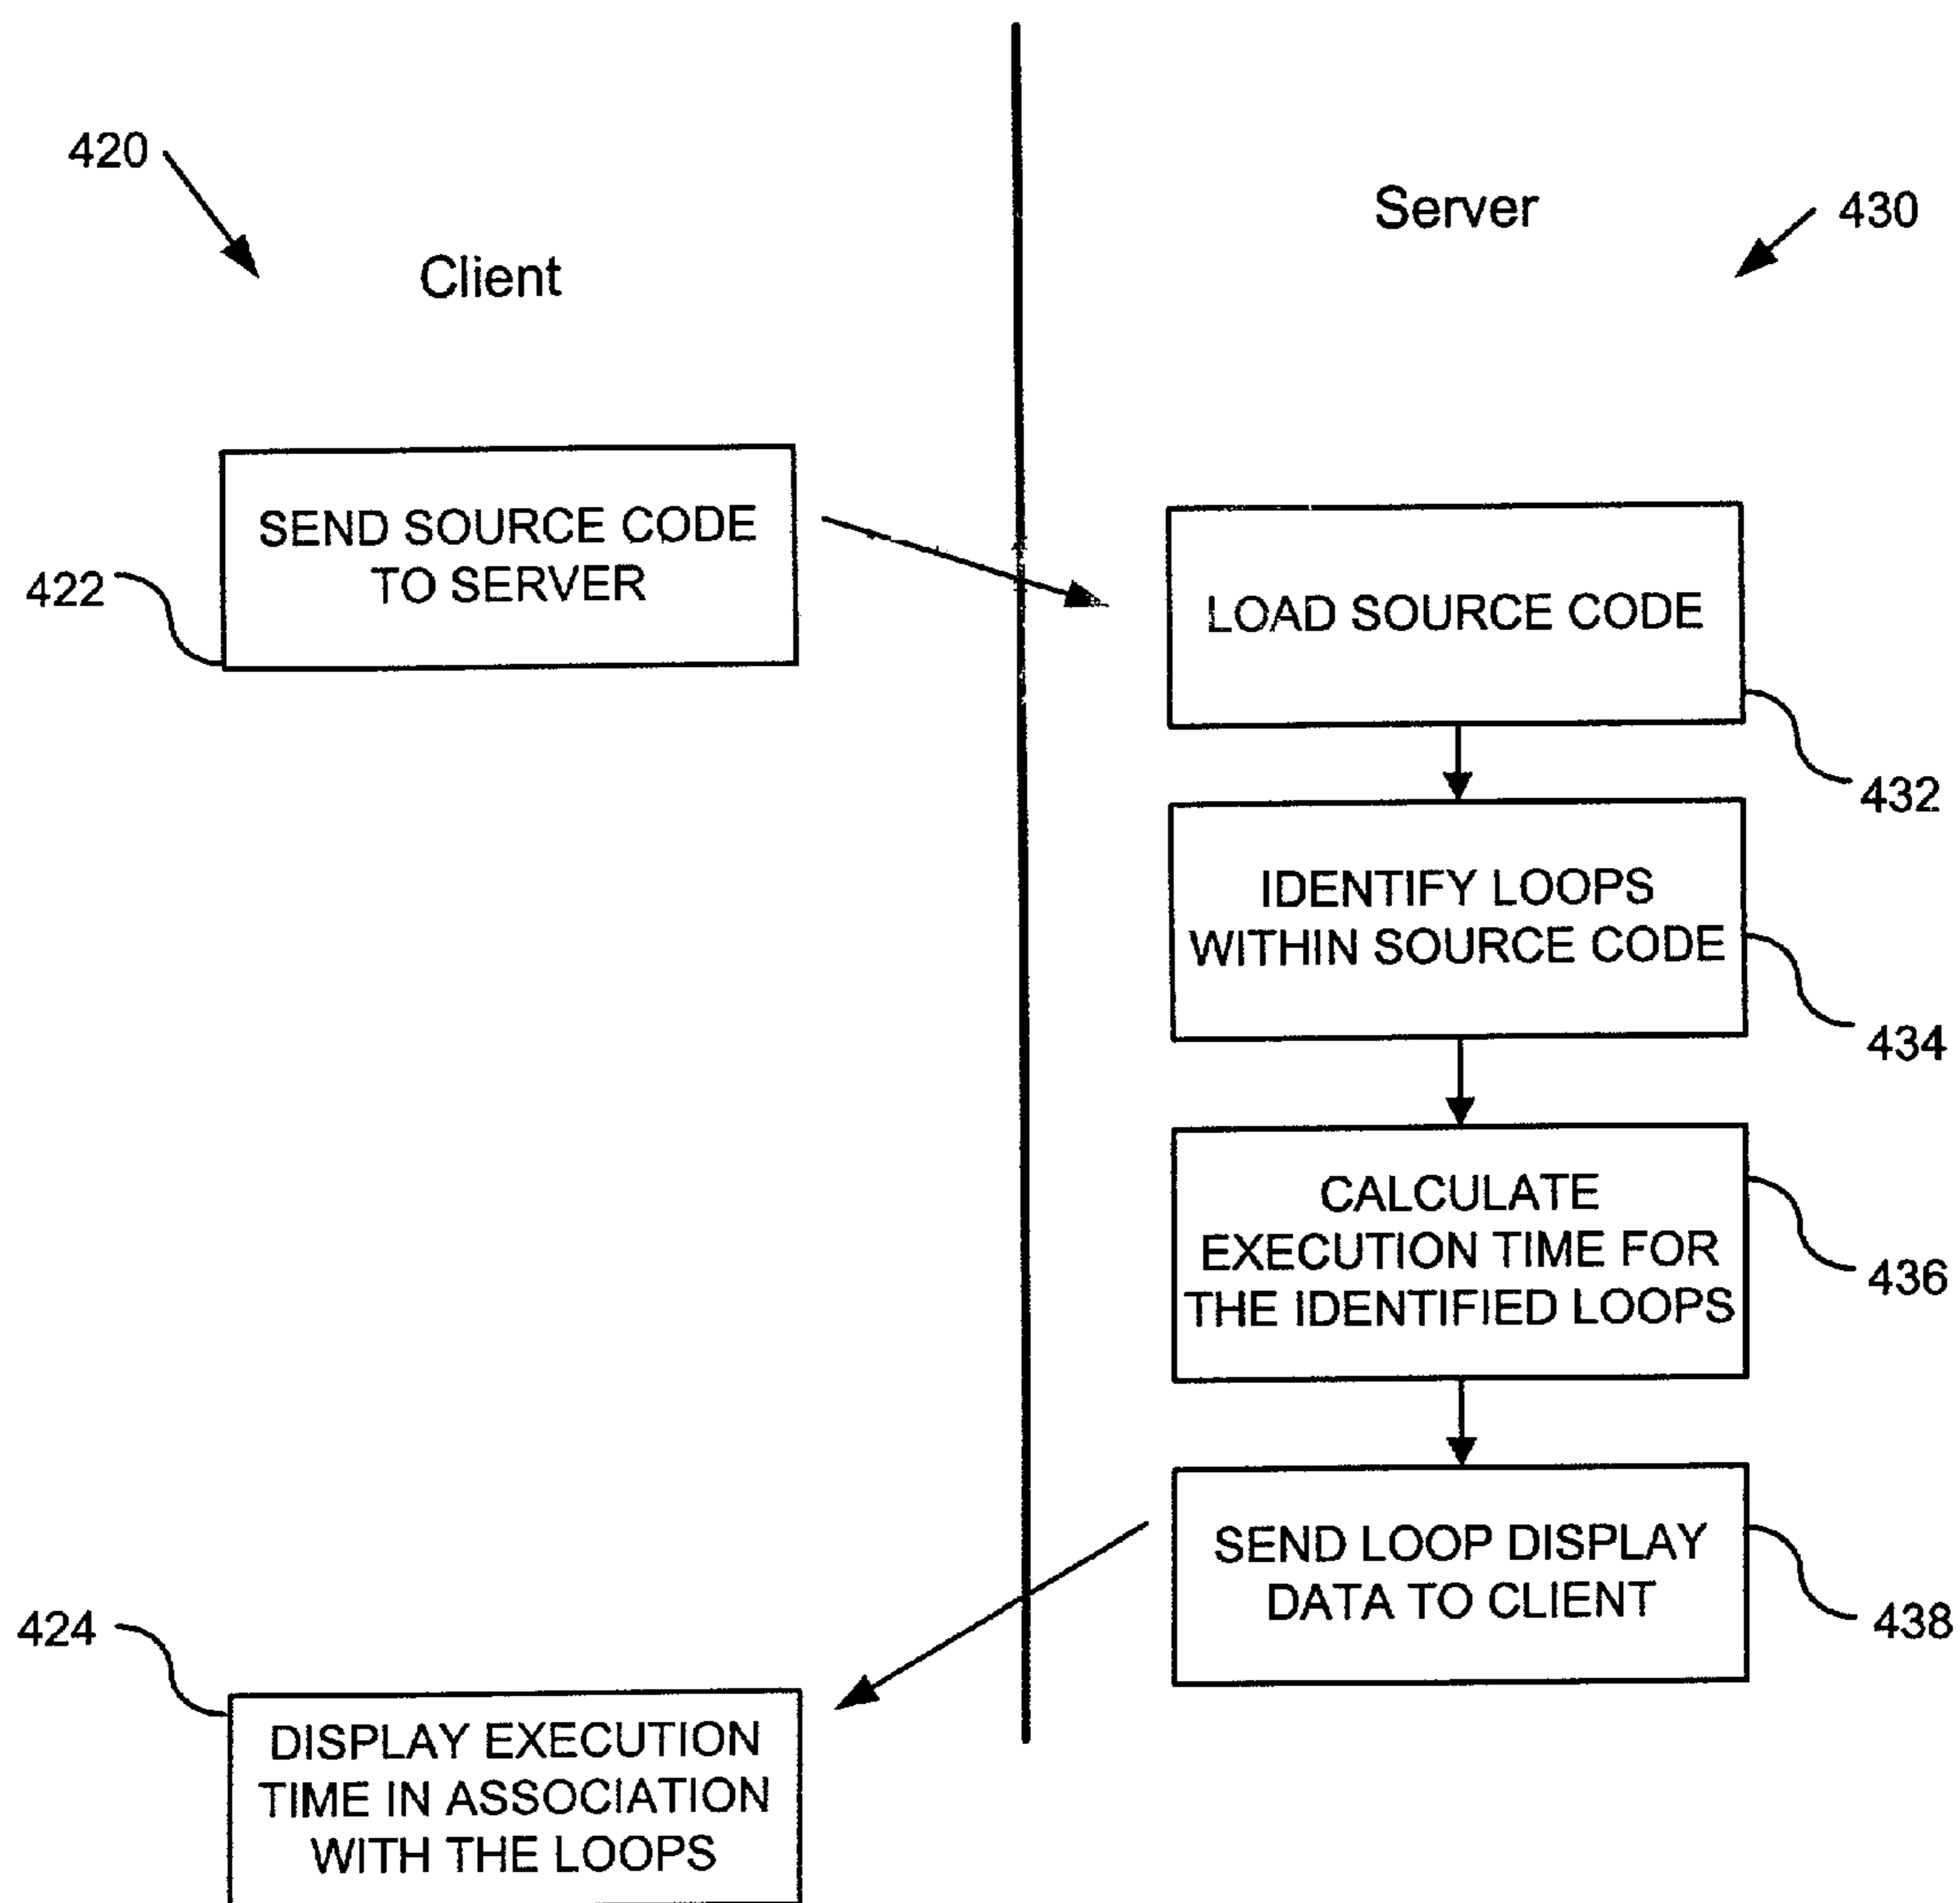 420
Client
Server
430
SEND SOURCE CODE
TO SERVER
422
LOAD SOURCE CODE
432
IDENTIFY LOOPS
WITHIN SOURCE CODE
434
CALCULATE
EXECUTION TIME FOR
THE IDENTIFIED LOOPS
436
SEND LOOP DISPLAY
DATA TO CLIENT
438
424
DISPLAY EXECUTION
TIME IN ASSOCIATION
WITH THE LOOPS